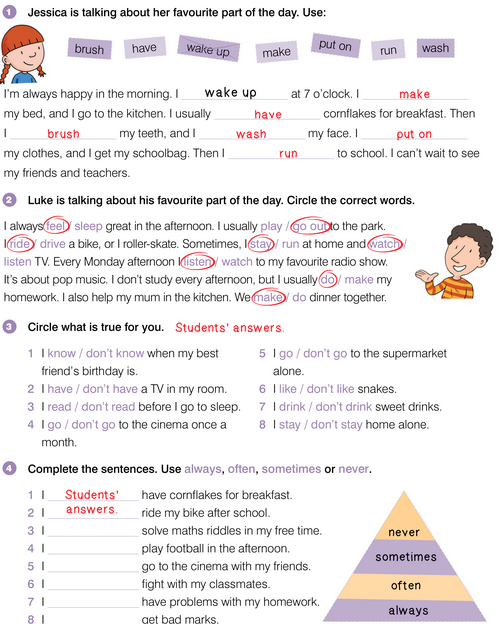 1 Jessica is talking about her favourite part of the day. Use:
brush have wake up make put on run wash
I'm always happy in the morning. I wake up at 7 o'clock. I make
my bed, and I go to the kitchen. I usually have cornflakes for breakfast. Then
I brush my teeth, and I wash my face. I put on
my clothes, and I get my schoolbag. Then I run to school. I can't wait to see
my friends and teachers.
2 Luke is talking about his favourite part of the day. Circle the correct words.
I always feel / sleep great in the afternoon. I usually play / go out to the park.
I ride / drive a bike, or I roller-skate. Sometimes, I stay / run at home and watch /
listen TV. Every Monday afternoon I listen / watch to my favourite radio show.
It's about pop music. I don't study every afternoon, but I usually do / make my
homework. I also help my mum in the kitchen. We make / do dinner together.
3 Circle what is true for you. Students' answers.
1 I know / don't know when my best
friend's birthday is.
2 I have / don't have a TV in my room.
3 I read / don't read before I go to sleep.
4 I go / don't go to the cinema once a
month.
5 I go / don't go to the supermarket
alone.
6 I like / don't like snakes.
7 I drink / don't drink sweet drinks.
8 I stay / don't stay home alone.
4 Complete the sentences. Use always, often, sometimes or never.
1 I Students' have cornflakes for breakfast.
2 I answers. ride my bike after school.
3 I solve maths riddles in my free time.
4 I play football in the afternoon.
5 I go to the cinema with my friends.
6 I fight with my classmates.
7 I have problems with my homework.
8 I get bad marks.
never
sometimes
often
always